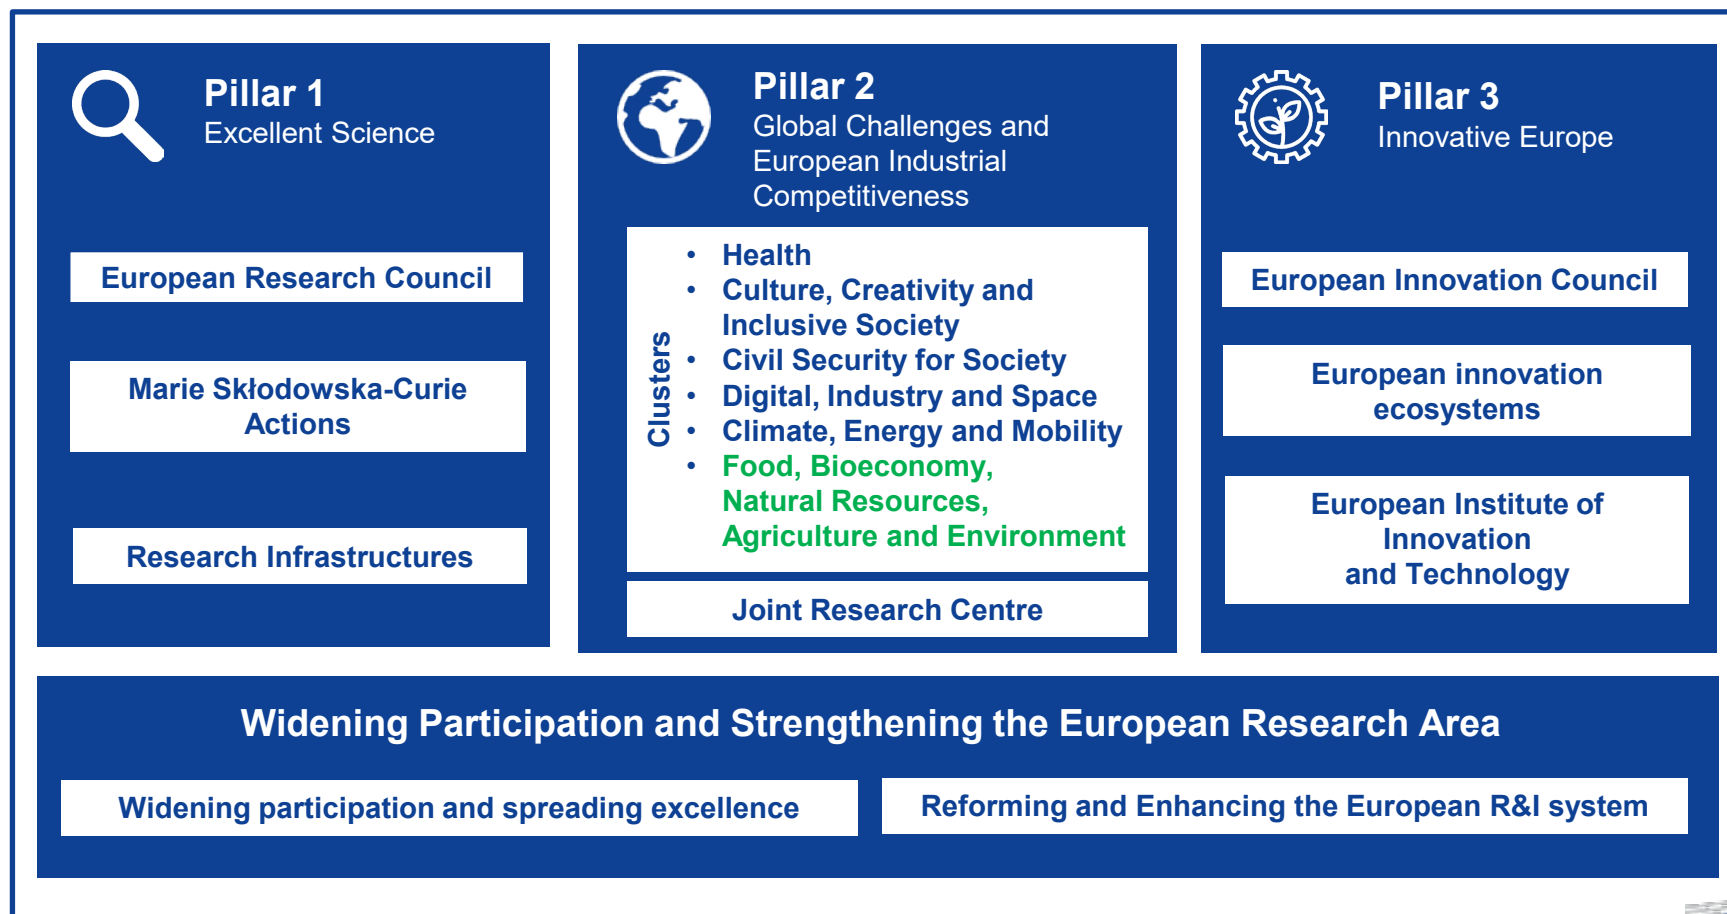 Pillar 1
Excellent Science
European Research Council
Marie Skłodowska-Curie
Actions
Research Infrastructures
Pillar 2
Global Challenges and
European Industrial
Competitiveness
Clusters
• Health
• Culture, Creativity and
Inclusive Society
• Civil Security for Society
• Digital, Industry and Space
• Climate, Energy and Mobility
• Food, Bioeconomy,
Natural Resources,
Agriculture and Environment
Joint Research Centre
Pillar 3
Innovative Europe
European Innovation Council
European innovation
ecosystems
European Institute of
Innovation
and Technology
Widening Participation and Strengthening the European Research Area
Widening participation and spreading excellence
Reforming and Enhancing the European R&I system